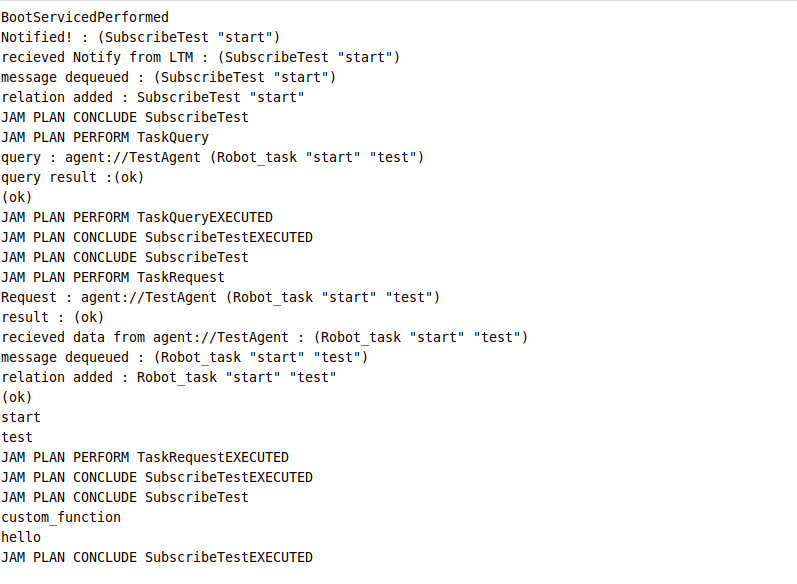 BootServicedPerformed
Notified! : (SubscribeTest "start")
recieved Notify from LTM : (SubscribeTest "start")
message dequeued : (SubscribeTest "start")
relation added : SubscribeTest "start"
JAM PLAN CONCLUDE SubscribeTest
JAM PLAN PERFORM TaskQuery
query : agent://TestAgent (Robot_task "start" "test")
query result :(ok)
(ok)
JAM PLAN PERFORM TaskQueryEXECUTED
JAM PLAN CONCLUDE SubscribeTestEXECUTED
JAM PLAN CONCLUDE SubscribeTest
JAM PLAN PERFORM TaskRequest
Request : agent://TestAgent (Robot_task "start" "test")
result : (ok)
recieved data from agent://TestAgent : (Robot_task "start" "test")
message dequeued : (Robot_task "start" "test")
relation added : Robot_task "start" "test"
(ok)
start
test
JAM PLAN PERFORM TaskRequestEXECUTED
JAM PLAN CONCLUDE SubscribeTestEXECUTED
JAM PLAN CONCLUDE SubscribeTest
custom_function
hello
JAM PLAN CONCLUDE SubscribeTestEXECUTED